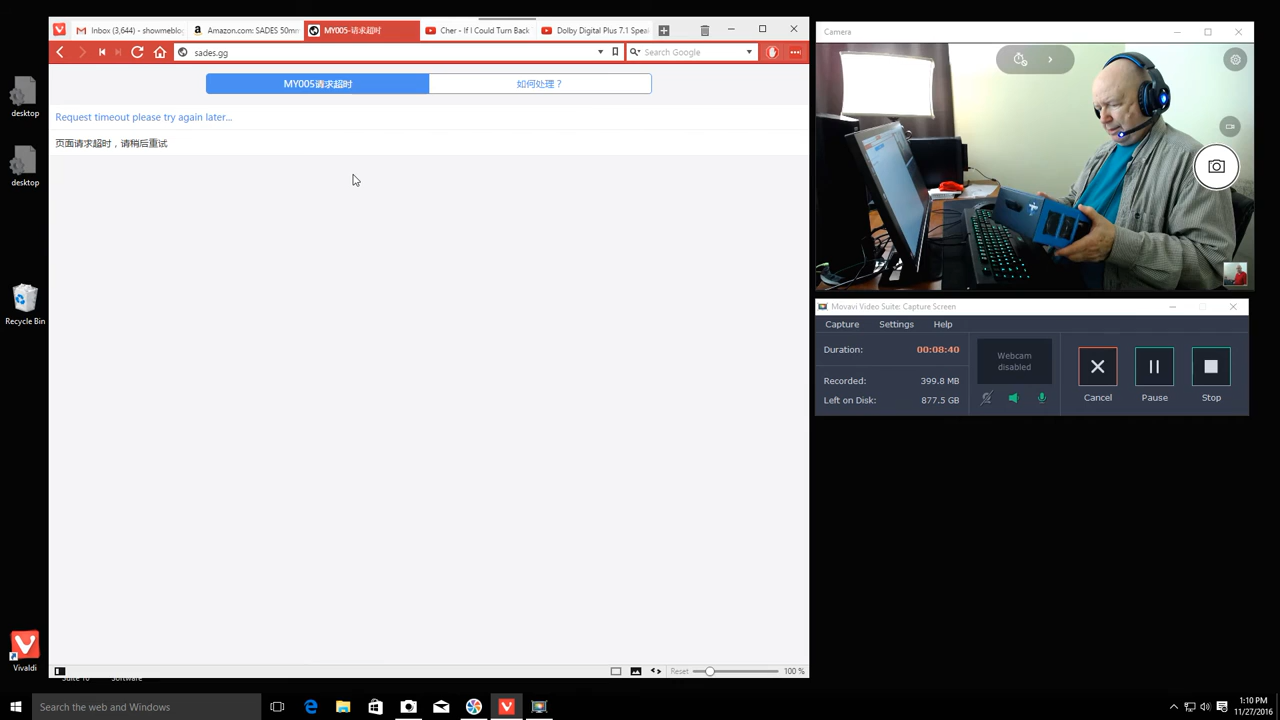 Inbox (3,644) - showmeblog
Amazon.com: SADES 50mm
MY005-请求超时
Cher - If I Could Turn Back
Dolby Digital Plus 7.1 Spea
sades.gg
Search Google
MY005请求超时
如何处理？
Request timeout please try again later...
页面请求超时，请稍后重试
Reset
100 %
desktop
desktop
Recycle Bin
Vivaldi
Suite 16 Software
Camera
Movavi Video Suite: Capture Screen
Capture Settings Help
Duration: 00:08:40
Recorded: 399.8 MB
Left on Disk: 877.5 GB
Webcam
disabled
Cancel Pause Stop
Search the web and Windows
1:10 PM
11/27/2016